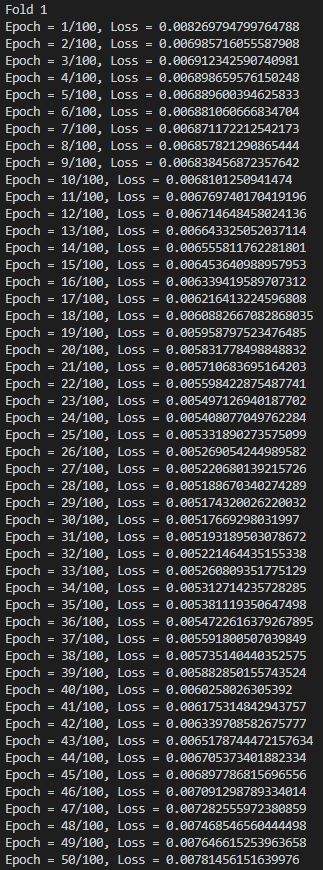 Fold 1
Epoch = 1/100, Loss = 0.008269794799764788
Epoch = 2/100, Loss = 0.006985716055587908
Epoch = 3/100, Loss = 0.006912342590740981
Epoch = 4/100, Loss = 0.006898659576150248
Epoch = 5/100, Loss = 0.006889600394625833
Epoch = 6/100, Loss = 0.006881060666834704
Epoch = 7/100, Loss = 0.006871172212542173
Epoch = 8/100, Loss = 0.006857821290865444
Epoch = 9/100, Loss = 0.006838456872357642
Epoch = 10/100, Loss = 0.0068101250941474
Epoch = 11/100, Loss = 0.006769740170419196
Epoch = 12/100, Loss = 0.006714648458024136
Epoch = 13/100, Loss = 0.006643325052037114
Epoch = 14/100, Loss = 0.006555811762281801
Epoch = 15/100, Loss = 0.006453640988957953
Epoch = 16/100, Loss = 0.006339419589707312
Epoch = 17/100, Loss = 0.006216413224596808
Epoch = 18/100, Loss = 0.0060882667082868035
Epoch = 19/100, Loss = 0.005958797523476485
Epoch = 20/100, Loss = 0.005831778498848832
Epoch = 21/100, Loss = 0.005710683695164203
Epoch = 22/100, Loss = 0.005598422875487741
Epoch = 23/100, Loss = 0.005497126940187702
Epoch = 24/100, Loss = 0.005408077049762284
Epoch = 25/100, Loss = 0.005331890273575099
Epoch = 26/100, Loss = 0.005269054244989582
Epoch = 27/100, Loss = 0.005220680139215726
Epoch = 28/100, Loss = 0.005188670340274289
Epoch = 29/100, Loss = 0.005174320026220032
Epoch = 30/100, Loss = 0.00517669298031997
Epoch = 31/100, Loss = 0.005193189503078672
Epoch = 32/100, Loss = 0.005221464435155338
Epoch = 33/100, Loss = 0.005260809351775129
Epoch = 34/100, Loss = 0.005312714235728285
Epoch = 35/100, Loss = 0.005381119350647498
Epoch = 36/100, Loss = 0.0054722616379267895
Epoch = 37/100, Loss = 0.005591800507039849
Epoch = 38/100, Loss = 0.005735140440352575
Epoch = 39/100, Loss = 0.005882850155743524
Epoch = 40/100, Loss = 0.0060258026305392
Epoch = 41/100, Loss = 0.006175314842943757
Epoch = 42/100, Loss = 0.006339708582675777
Epoch = 43/100, Loss = 0.0065178744472157634
Epoch = 44/100, Loss = 0.006705373401882334
Epoch = 45/100, Loss = 0.006897786815696556
Epoch = 46/100, Loss = 0.007091298789334014
Epoch = 47/100, Loss = 0.007282555972380859
Epoch = 48/100, Loss = 0.007468546560444498
Epoch = 49/100, Loss = 0.007646615253963658
Epoch = 50/100, Loss = 0.00781456151639976